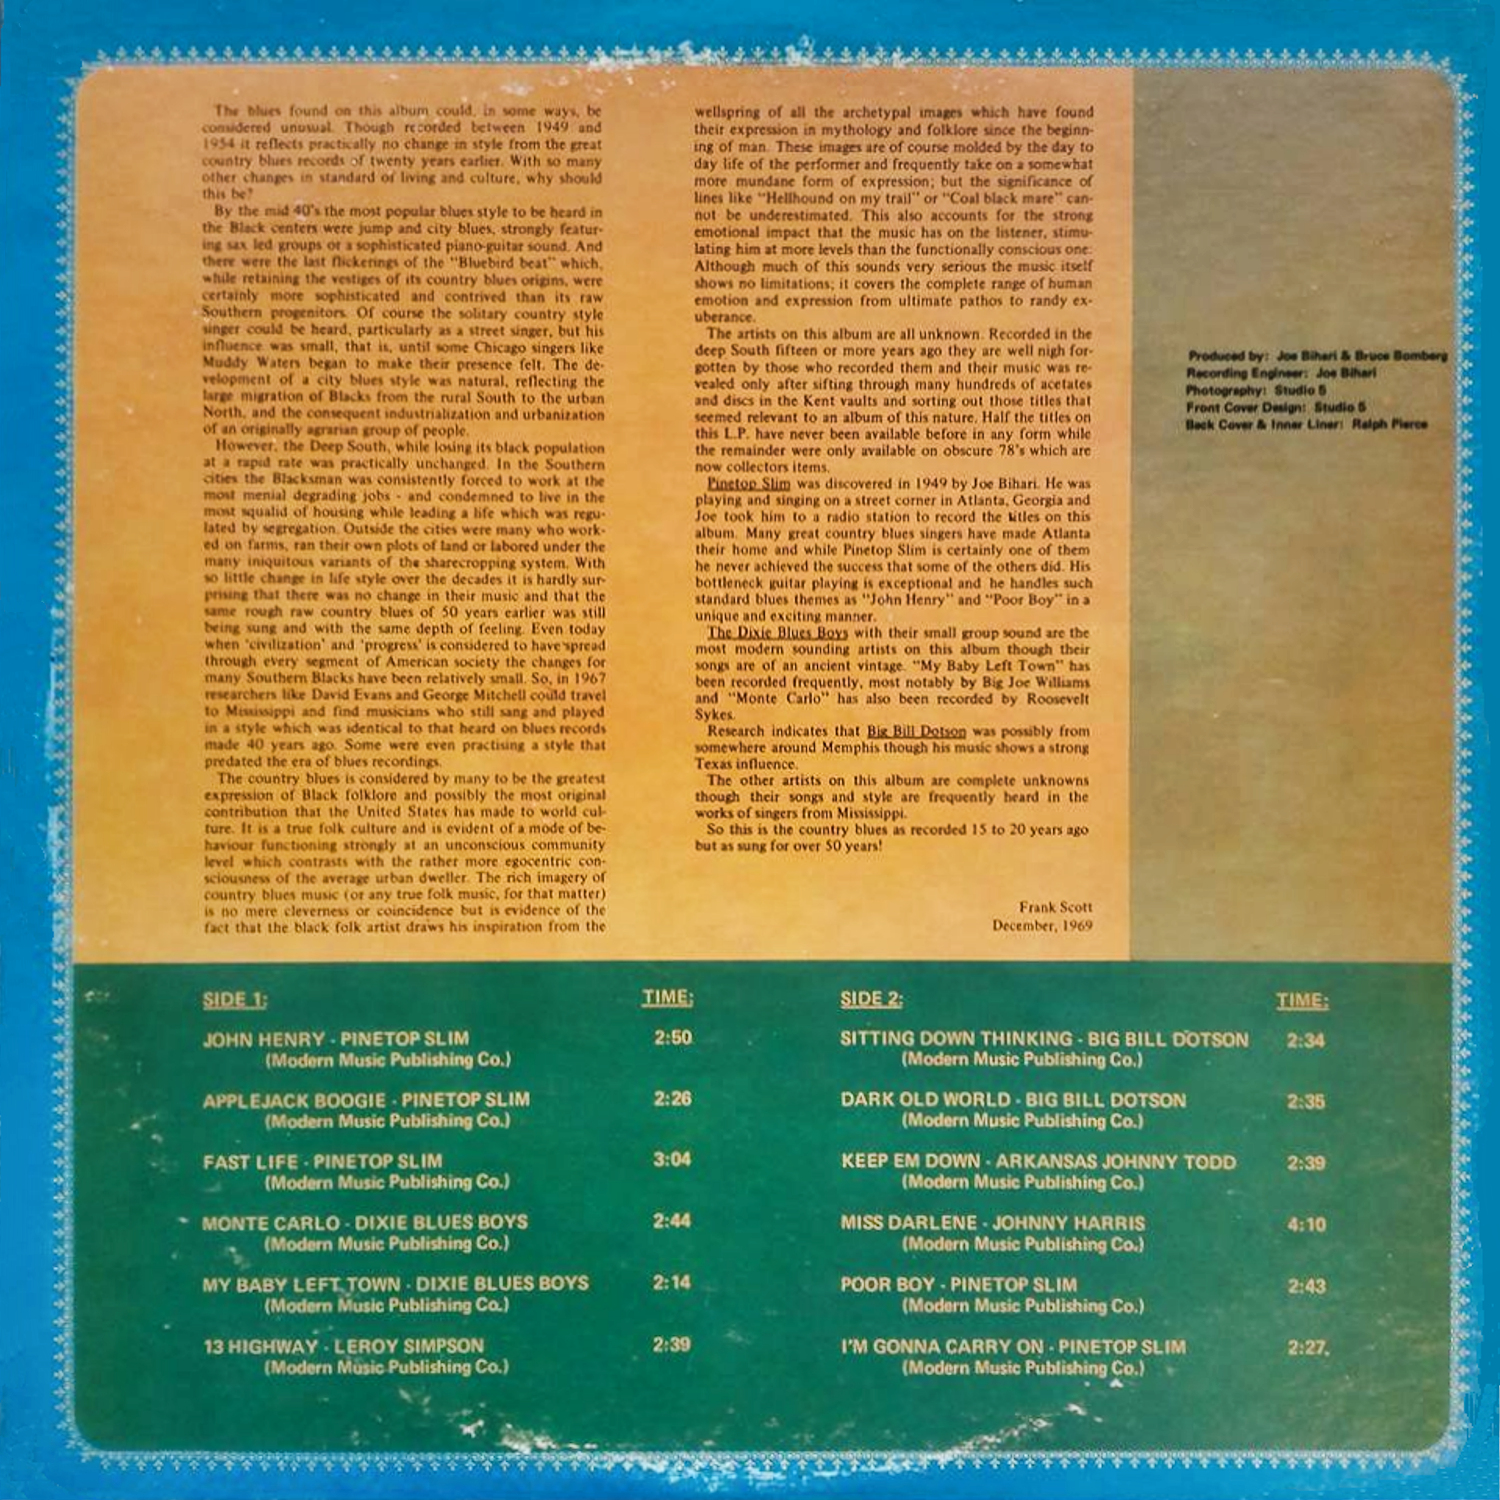 The blues found on this album could, in some ways, be
considered unusual. Though recorded between 1949 and
1954 it reflects practically no change in style from the great
country blues records of twenty years earlier. With so many
other changes in standard of living and culture, why should
this be?
By the mid 40's the most popular blues style to be heard in
the Black centers were jump and city blues, strongly featur-
ing sax led groups or a sophisticated piano-guitar sound. And
there were the last flickerings of the "Bluebird beat" which,
while retaining the vestiges of its country blues origins, were
certainly more sophisticated and contrived than its raw
Southern progenitors. Of course the solitary country style
singer could be heard, particularly as a street singer, but his
influence was small, that is, until some Chicago singers like
Muddy Waters began to make their presence felt. The de-
velopment of a city blues style was natural, reflecting the
large migration of Blacks from the rural South to the urban
North, and the consequent industrialization and urbanization
of an originally agrarian group of people.
However, the Deep South, while losing its black population
at a rapid rate was practically unchanged. In the Southern
cities the Blacksman was consistently forced to work at the
most menial degrading jobs - and condemned to live in the
most squalid of housing while leading a life which was regu-
lated by segregation. Outside the cities were many who work-
ed on farms, ran their own plots of land or labored under the
many iniquitous variants of the sharecropping system. With
so little change in life style over the decades it is hardly sur-
prising that there was no change in their music and that the
same rough raw country blues of 50 years earlier was still
being sung and with the same depth of feeling. Even today
when 'civilization' and 'progress' is considered to have spread
through every segment of American society the changes for
many Southern Blacks have been relatively small. So, in 1967
researchers like David Evans and George Mitchell could travel
to Mississippi and find musicians who still sang and played
in a style which was identical to that heard on blues records
made 40 years ago. Some were even practising a style that
predated the era of blues recordings.
The country blues is considered by many to be the greatest
expression of Black folklore and possibly the most original
contribution that the United States has made to world cul-
ture. It is a true folk culture and is evident of a mode of be-
haviour functioning strongly at an unconscious community
level which contrasts with the rather more egocentric con-
sciousness of the average urban dweller. The rich imagery of
country blues music (or any true folk music, for that matter)
is no mere cleverness or coincidence but is evidence of the
fact that the black folk artist draws his inspiration from the
wellspring of all the archetypal images which have found
their expression in mythology and folklore since the beginn-
ing of man. These images are of course molded by the day to
day life of the performer and frequently take on a somewhat
more mundane form of expression; but the significance of
lines like "Hellhound on my trail" or "Coal black mare" can-
not be underestimated. This also accounts for the strong
emotional impact that the music has on the listener, stimu-
lating him at more levels than the functionally conscious one.
Although much of this sounds very serious the music itself
shows no limitations; it covers the complete range of human
emotion and expression from ultimate pathos to randy ex-
uberance.
The artists on this album are all unknown. Recorded in the
deep South fifteen or more years ago they are well nigh for-
gotten by those who recorded them and their music was re-
vealed only after sifting through many hundreds of acetates
and discs in the Kent vaults and sorting out those titles that
seemed relevant to an album of this nature. Half the titles on
this L.P. have never been available before in any form while
the remainder were only available on obscure 78's which are
now collectors items.
Pinetop Slim was discovered in 1949 by Joe Bihari. He was
playing and singing on a street corner in Atlanta, Georgia and
Joe took him to a radio station to record the titles on this
album. Many great country blues singers have made Atlanta
their home and while Pinetop Slim is certainly one of them
he never achieved the success that some of the others did. His
bottleneck guitar playing is exceptional and he handles such
standard blues themes as "John Henry" and "Poor Boy" in a
unique and exciting manner.
The Dixie Blues Boys with their small group sound are the
most modern sounding artists on this album though their
songs are of an ancient vintage. "My Baby Left Town" has
been recorded frequently, most notably by Big Joe Williams
and "Monte Carlo" has also been recorded by Roosevelt
Sykes.
Research indicates that Big Bill Dotson was possibly from
somewhere around Memphis though his music shows a strong
Texas influence.
The other artists on this album are complete unknowns
though their songs and style are frequently heard in the
works of singers from Mississippi.
So this is the country blues as recorded 15 to 20 years ago
but as sung for over 50 years!
Frank Scott
December, 1969
Produced by: Joe Bihari & Bruce Bomberg
Recording Engineer: Joe Bihari
Photography: Studio 5
Front Cover Design: Studio 5
Back Cover & Inner Liner: Ralph Pierce
SIDE 1: TIME:
JOHN HENRY - PINETOP SLIM 2:50
(Modern Music Publishing Co.)
APPLEJACK BOOGIE - PINETOP SLIM 2:26
(Modern Music Publishing Co.)
FAST LIFE - PINETOP SLIM 3:04
(Modern Music Publishing Co.)
MONTE CARLO - DIXIE BLUES BOYS 2:44
(Modern Music Publishing Co.)
MY BABY LEFT TOWN - DIXIE BLUES BOYS 2:14
(Modern Music Publishing Co.)
13 HIGHWAY - LEROY SIMPSON 2:39
(Modern Music Publishing Co.)
SIDE 2: TIME:
SITTING DOWN THINKING - BIG BILL DOTSON 2:34
(Modern Music Publishing Co.)
DARK OLD WORLD - BIG BILL DOTSON 2:35
(Modern Music Publishing Co.)
KEEP EM DOWN - ARKANSAS JOHNNY TODD 2:39
(Modern Music Publishing Co.)
MISS DARLENE - JOHNNY HARRIS 4:10
(Modern Music Publishing Co.)
POOR BOY - PINETOP SLIM 2:43
(Modern Music Publishing Co.)
I'M GONNA CARRY ON - PINETOP SLIM 2:27
(Modern Music Publishing Co.)